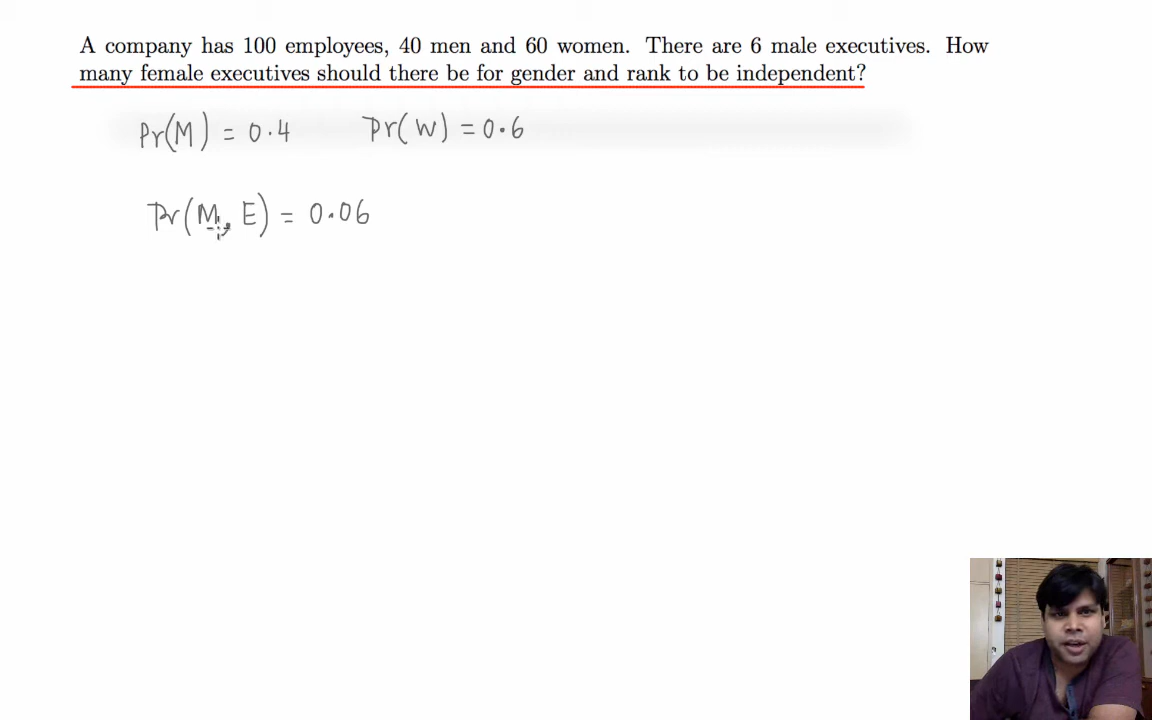 A company has 100 employees, 40 men and 60 women. There are 6 male executives. How
many female executives should there be for gender and rank to be independent?
Pr(M) = 0.4 Pr(W) = 0.6
Pr(M, E) = 0.06